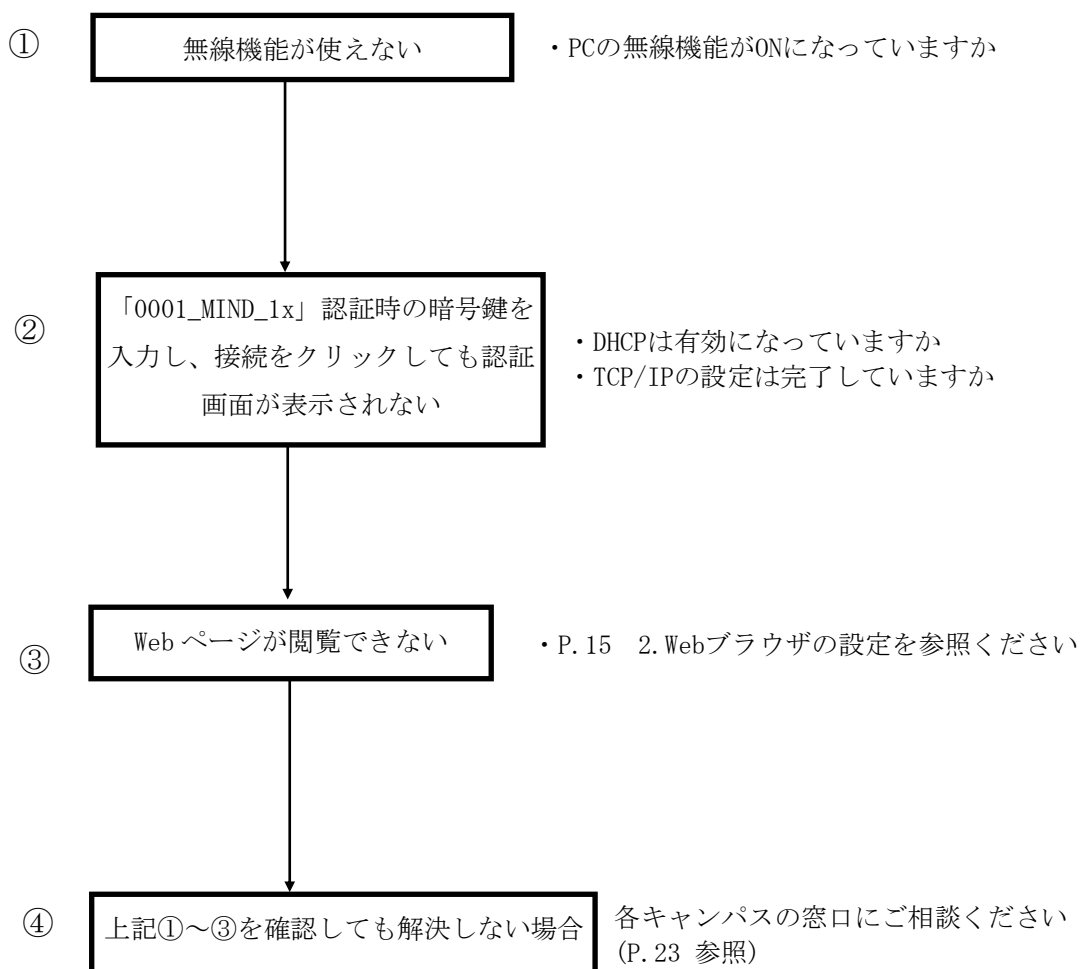 ①
無線機能が使えない
・PCの無線機能がONになっていますか
②
「0001_MIND_1x」認証時の暗号鍵を
入力し、接続をクリックしても認証
画面が表示されない
・DHCPは有効になっていますか
・TCP/IPの設定は完了していますか
③
Web ページが閲覧できない
・P.15　2.Webブラウザの設定を参照ください
④
上記①～③を確認しても解決しない場合
各キャンパスの窓口にご相談ください
(P.23 参照)